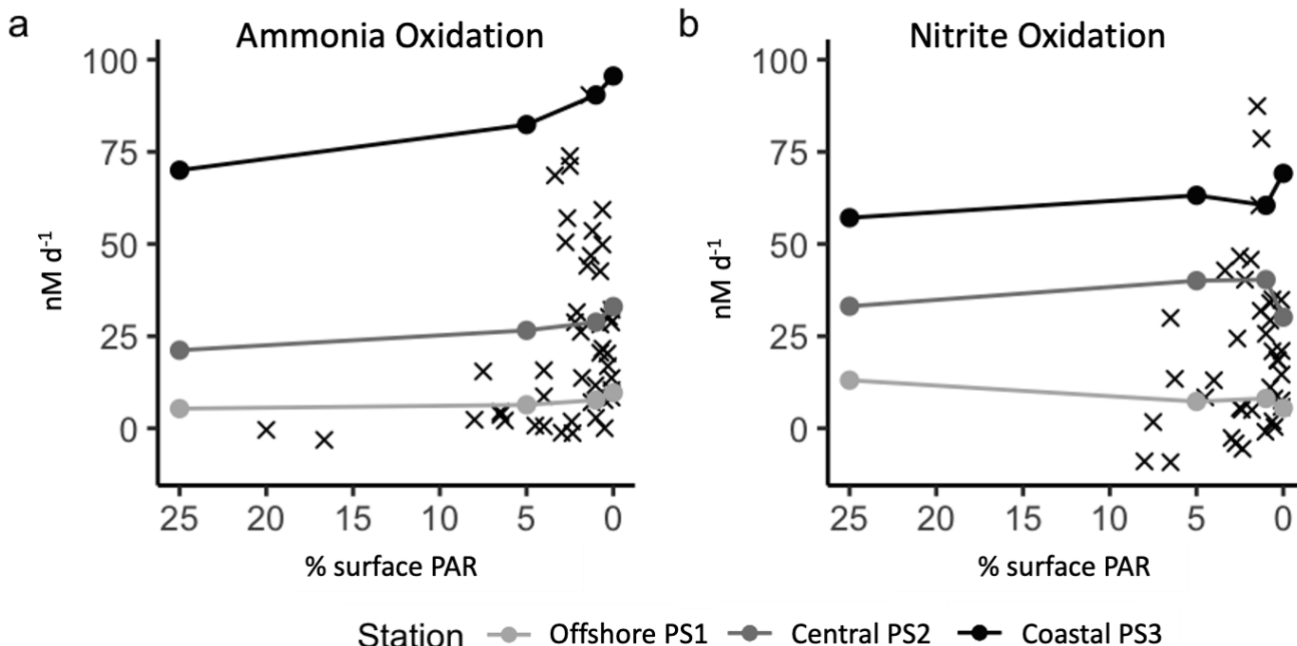 a
Ammonia Oxidation
100
75
50
25
0
nM d-1
25 20 15 10 5 0
% surface PAR
b
Nitrite Oxidation
100
75
50
25
0
nM d-1
25 20 15 10 5 0
% surface PAR
Station Offshore PS1 Central PS2 Coastal PS3